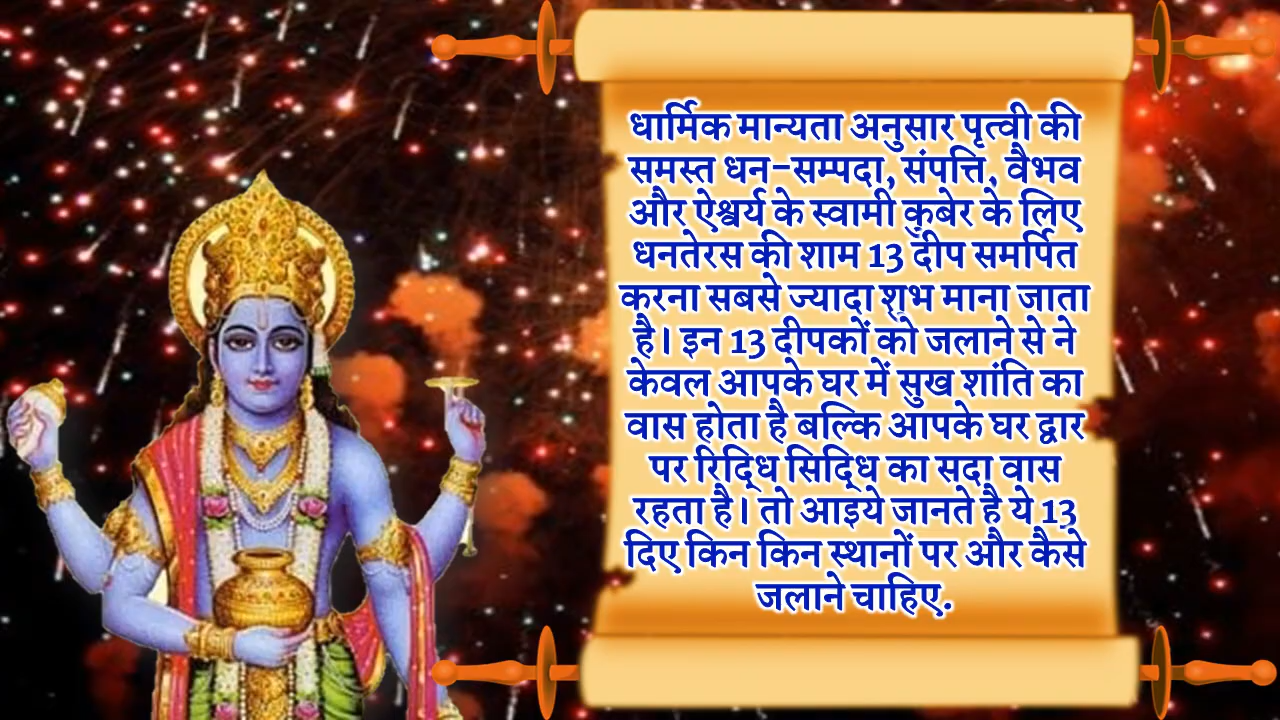 धार्मिक मान्यता अनुसार पृत्वी की
समस्त धन-सम्पदा, संपत्ति, वैभव
और ऐश्वर्य के स्वामी कुबेर के लिए
धनतेरस की शाम 13 दीप समर्पित
करना सबसे ज्यादा शुभ माना जाता
है। इन 13 दीपकों को जलाने से ने
केवल आपके घर में सुख शांति का
वास होता है बल्कि आपके घर द्वार
पर रिद्धि सिद्धि का सदा वास
रहता है। तो आइये जानते है ये 13
दिए किन किन स्थानों पर और कैसे
जलाने चाहिए.